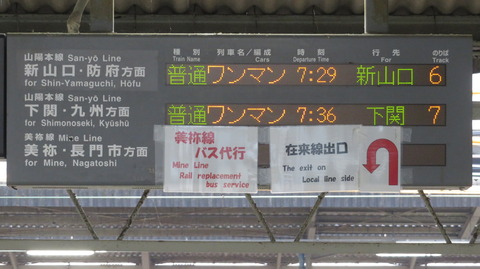 種別 列車名/編成 時刻 行先 のりば
Train Name Cars Departure Time For Track
山陽本線 San-yō Line
新山口・防府方面
for Shin-Yamaguchi, Hōfu
普通 ワンマン 7:29 新山口 6
山陽本線 San-yō Line
下関・九州方面
for Shimonoseki, Kyūshū
普通 ワンマン 7:36 下関 7
美祢線 Mine Line
美祢・長門市方面
for Mine, Nagatoshi
美祢線
バス代行
Mine Line
Rail replacement
bus service
在来線出口
The exit on
Local line side